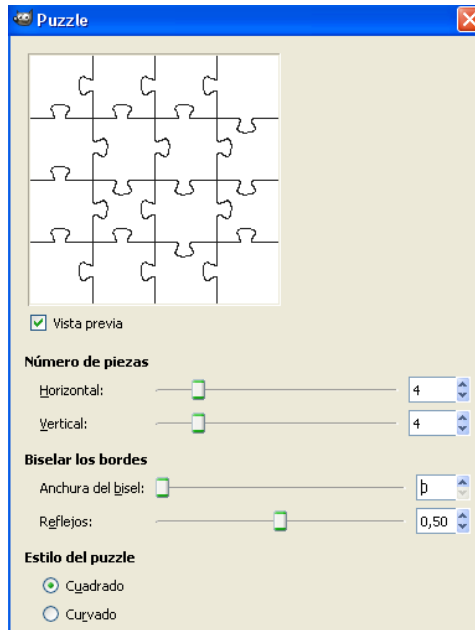 Puzzle
Vista previa
Número de piezas
Horizontal: 4
Vertical: 4
Biselar los bordes
Anchura del bisel:
Reflejos: 0,50
Estilo del puzzle
Cuadrado
Curvado